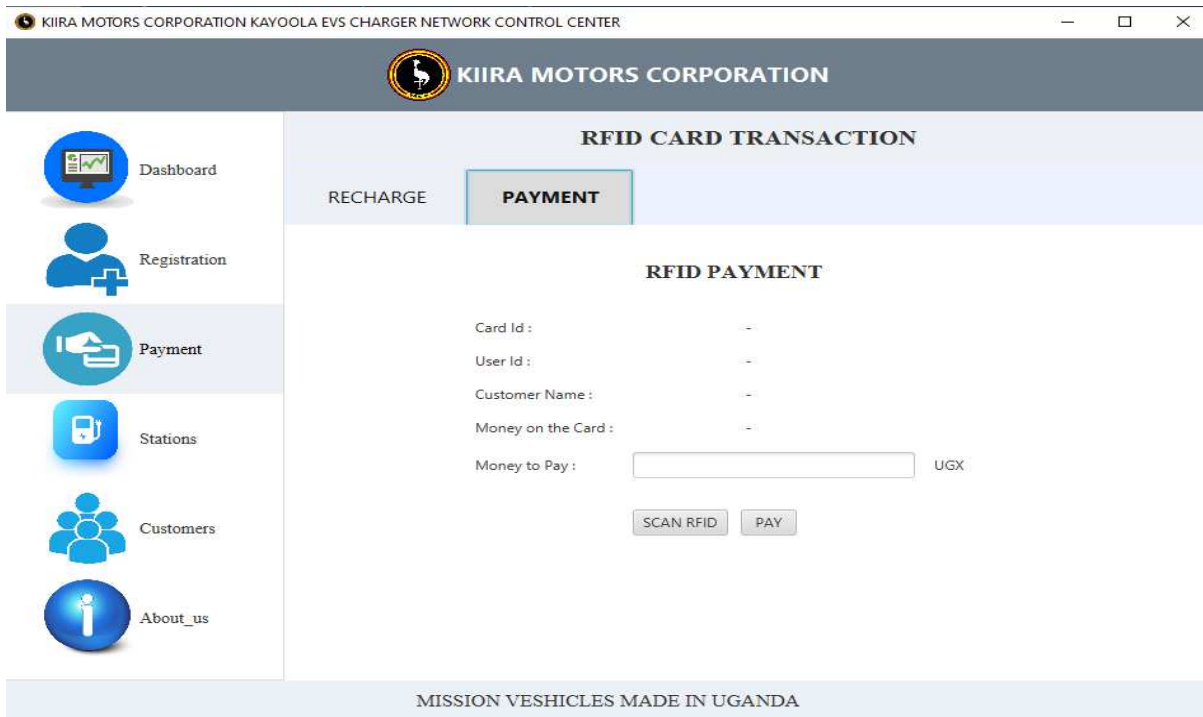 KIIRA MOTORS CORPORATION KAYOOLA EVS CHARGER NETWORK CONTROL CENTER
KIIRA MOTORS CORPORATION
Dashboard
Registration
Payment
Stations
Customers
About_us
RFID CARD TRANSACTION
RECHARGE PAYMENT
RFID PAYMENT
Card Id : -
User Id : -
Customer Name : -
Money on the Card : -
Money to Pay : UGX
SCAN RFID PAY
MISSION VESHICLES MADE IN UGANDA